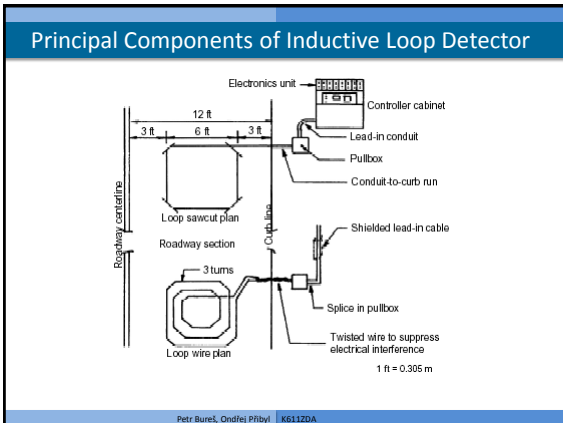 Principal Components of Inductive Loop Detector
Electronics unit
Controller cabinet
12 ft
3 ft
6 ft
3 ft
Lead-in conduit
Pullbox
Conduit-to-curb run
Loop sawcut plan
Roadway centerline
Curb line
Shielded lead-in cable
Roadway section
3 turns
Splice in pullbox
Twisted wire to suppress
electrical interference
Loop wire plan
1 ft = 0.305 m
Petr Bureš, Ondřej Přibyl K611ZDA